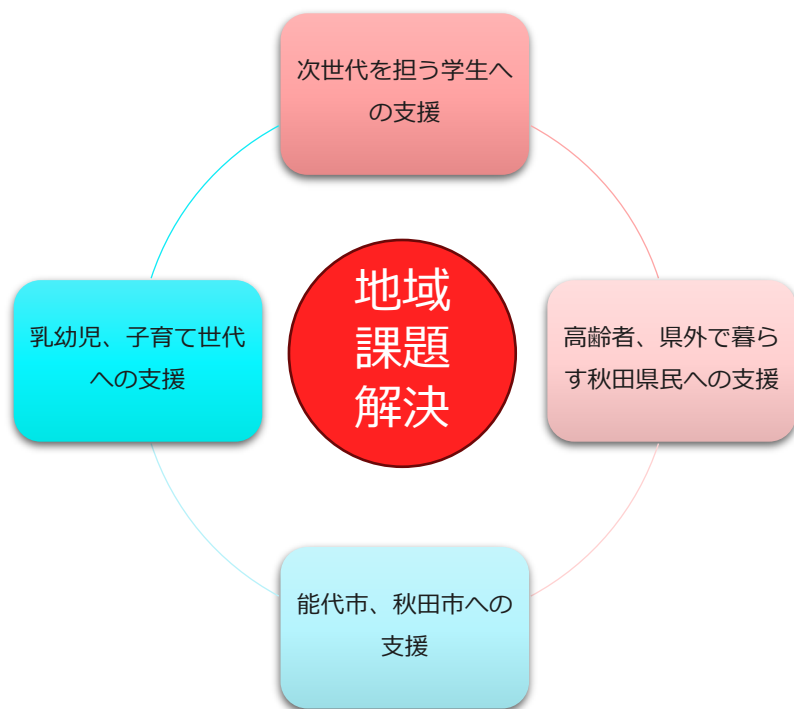 次世代を担う学生へ
の支援
乳幼児、子育て世代
への支援
地域
課題
解決
高齢者、県外で暮ら
す秋田県民への支援
能代市、秋田市への
支援